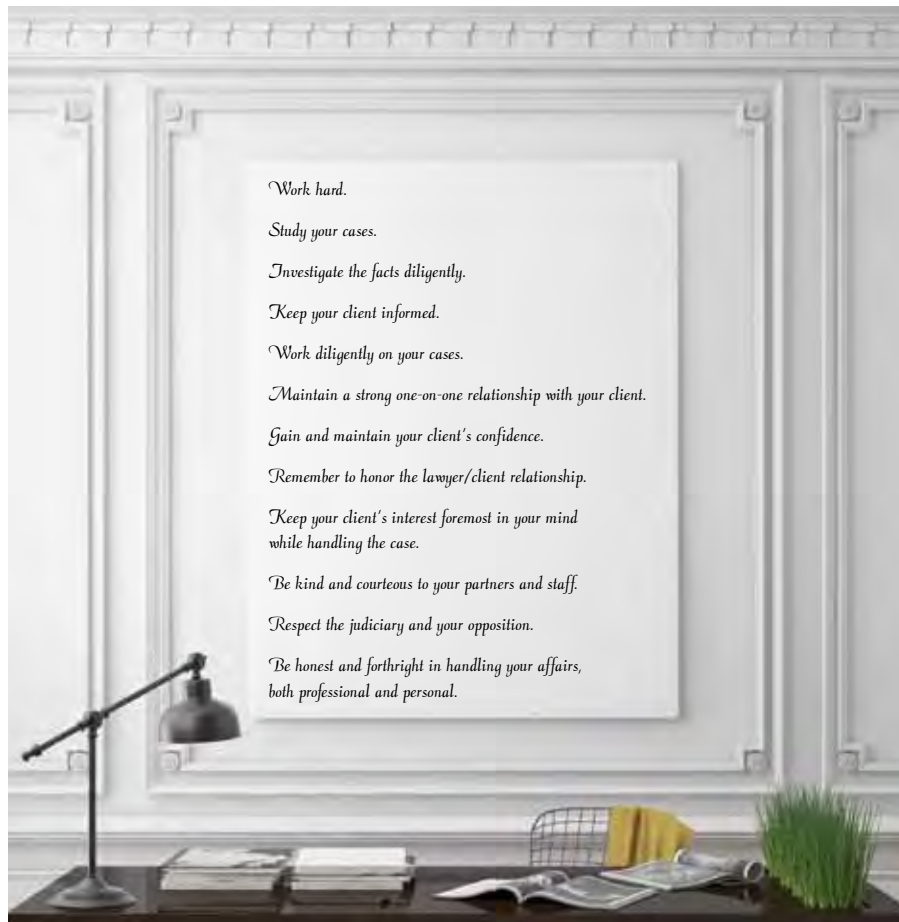 Work hard.
Study your cases.
Investigate the facts diligently.
Keep your client informed.
Work diligently on your cases.
Maintain a strong one-on-one relationship with your client.
Gain and maintain your client's confidence.
Remember to honor the lawyer/client relationship.
Keep your client's interest foremost in your mind
while handling the case.
Be kind and courteous to your partners and staff.
Respect the judiciary and your opposition.
Be honest and forthright in handling your affairs,
both professional and personal.